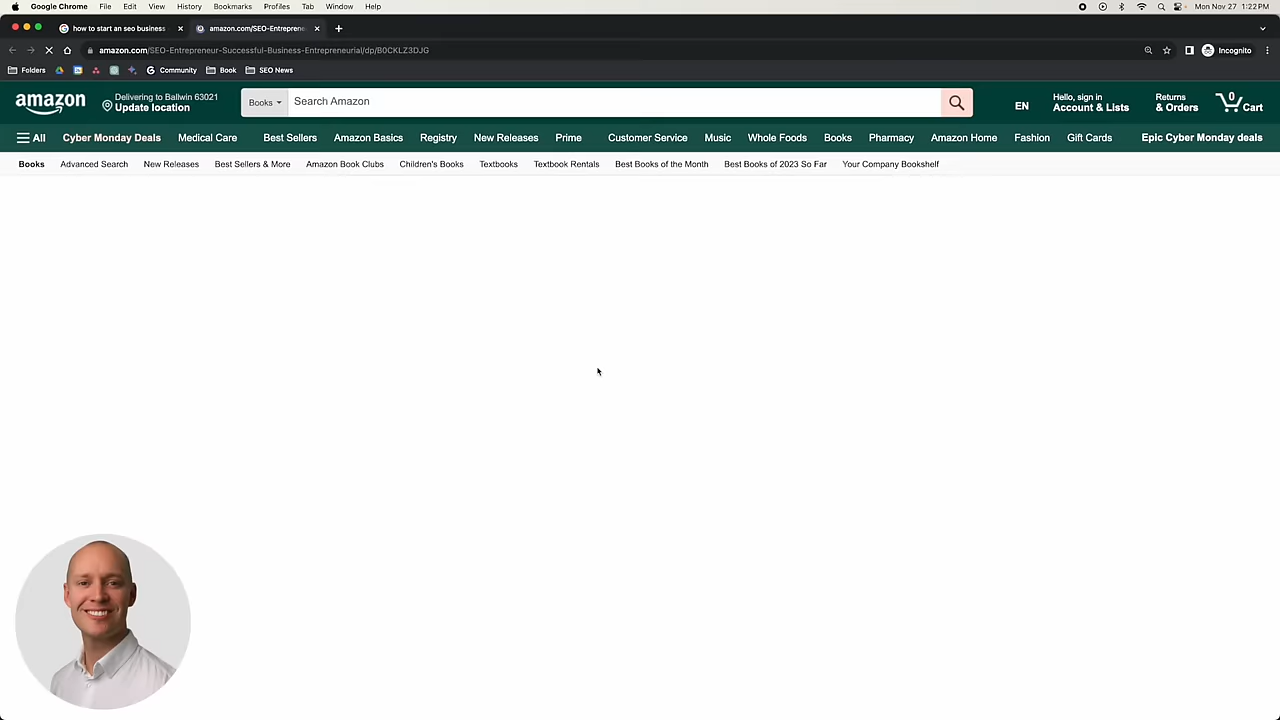 Google Chrome File Edit View History Bookmarks Profiles Tab Window Help Mon Nov 27 1:22PM
how to start an seo business amazon.com/SEO-Entreprene
amazon.com/SEO-Entrepreneur-Successful-Business-Entrepreneurial/dp/B0CKLZ3DJG Incognito
Folders Community Book SEO News
amazon Delivering to Ballwin 63021 Update location Books Search Amazon EN Hello, sign in Account & Lists Returns & Orders 0 Cart
All Cyber Monday Deals Medical Care Best Sellers Amazon Basics Registry New Releases Prime Customer Service Music Whole Foods Books Pharmacy Amazon Home Fashion Gift Cards Epic Cyber Monday deals
Books Advanced Search New Releases Best Sellers & More Amazon Book Clubs Children's Books Textbooks Textbook Rentals Best Books of the Month Best Books of 2023 So Far Your Company Bookshelf